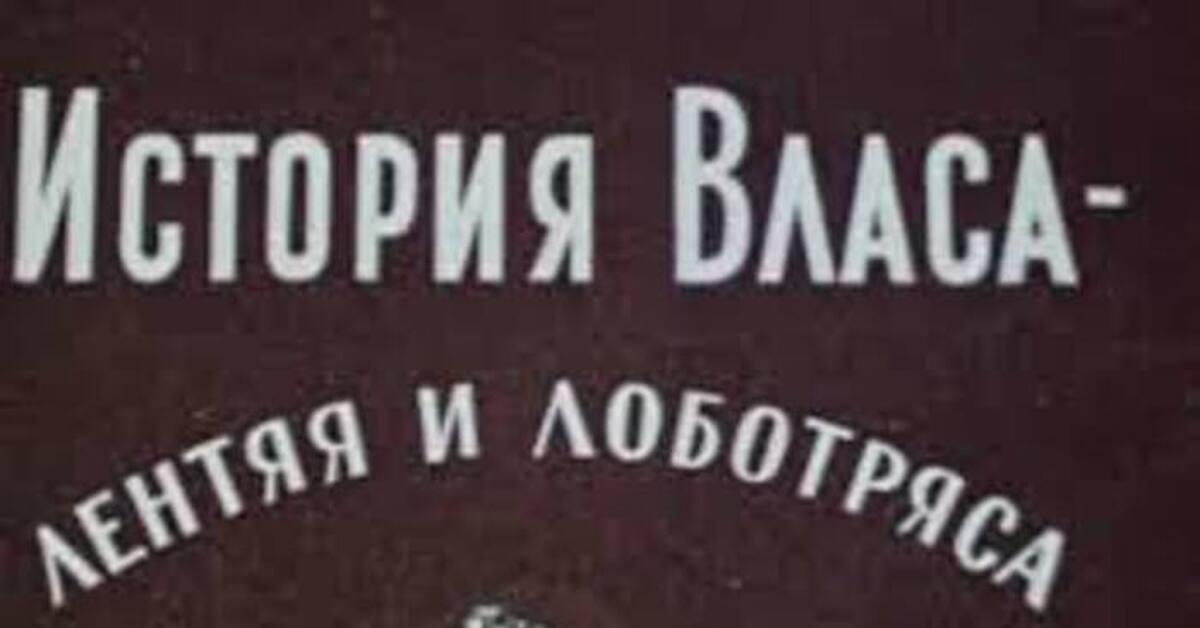 История Власа-
лентяя и лоботряса